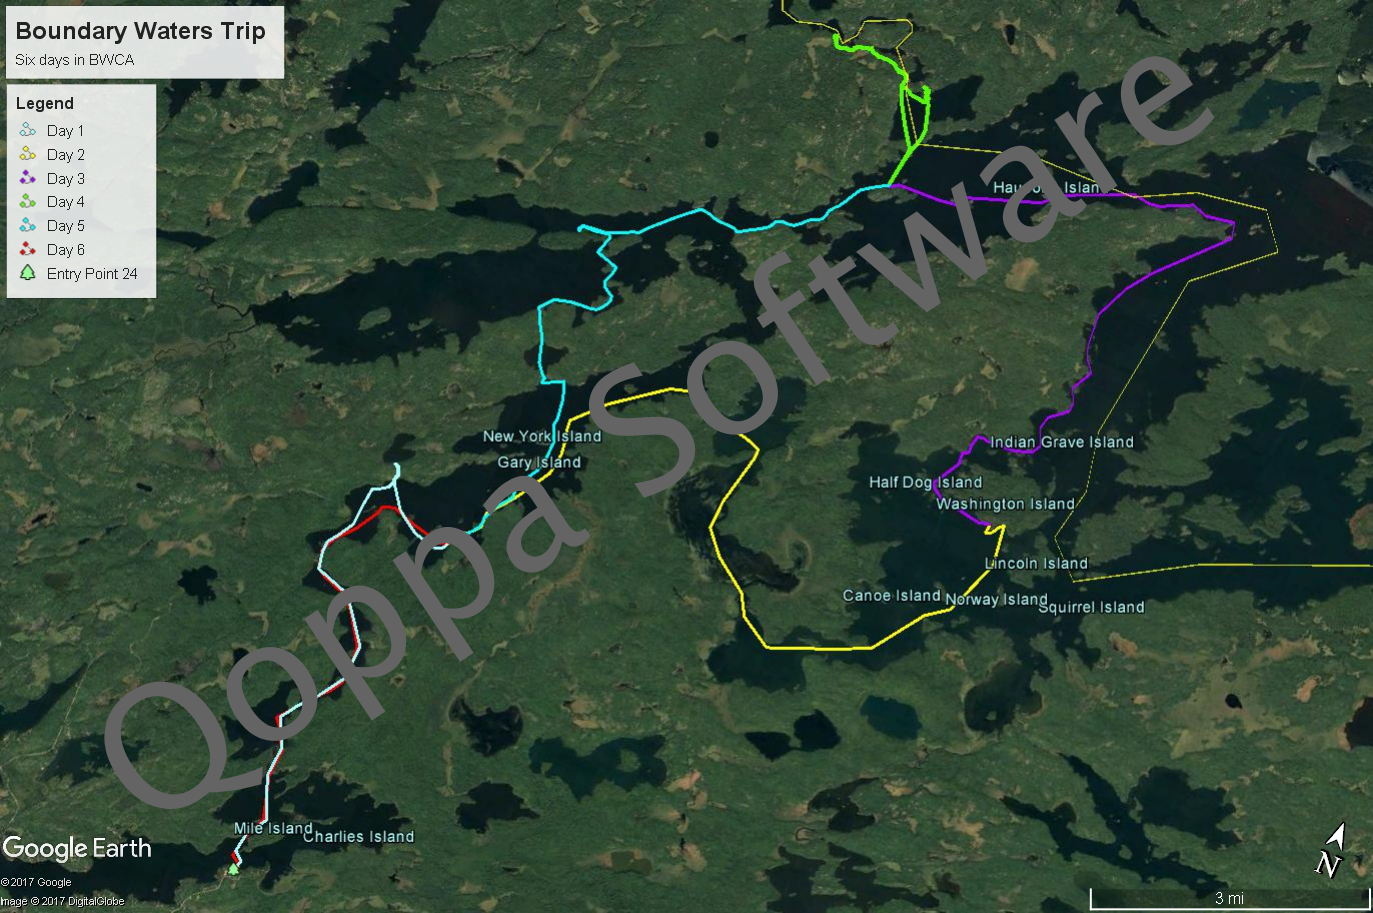 Boundary Waters Trip
Six days in BWCA
Legend
Day 1
Day 2
Day 3
Day 4
Day 5
Day 6
Entry Point 24
Qoppa Software
New York Island
Gary Island
Indian Grave Island
Half Dog Island
Washington Island
Lincoln Island
Canoe Island
Norway Island
Squirrel Island
Mile Island
Charlies Island
Google Earth
© 2017 Google
Image © 2017 DigitalGlobe
N
3 mi